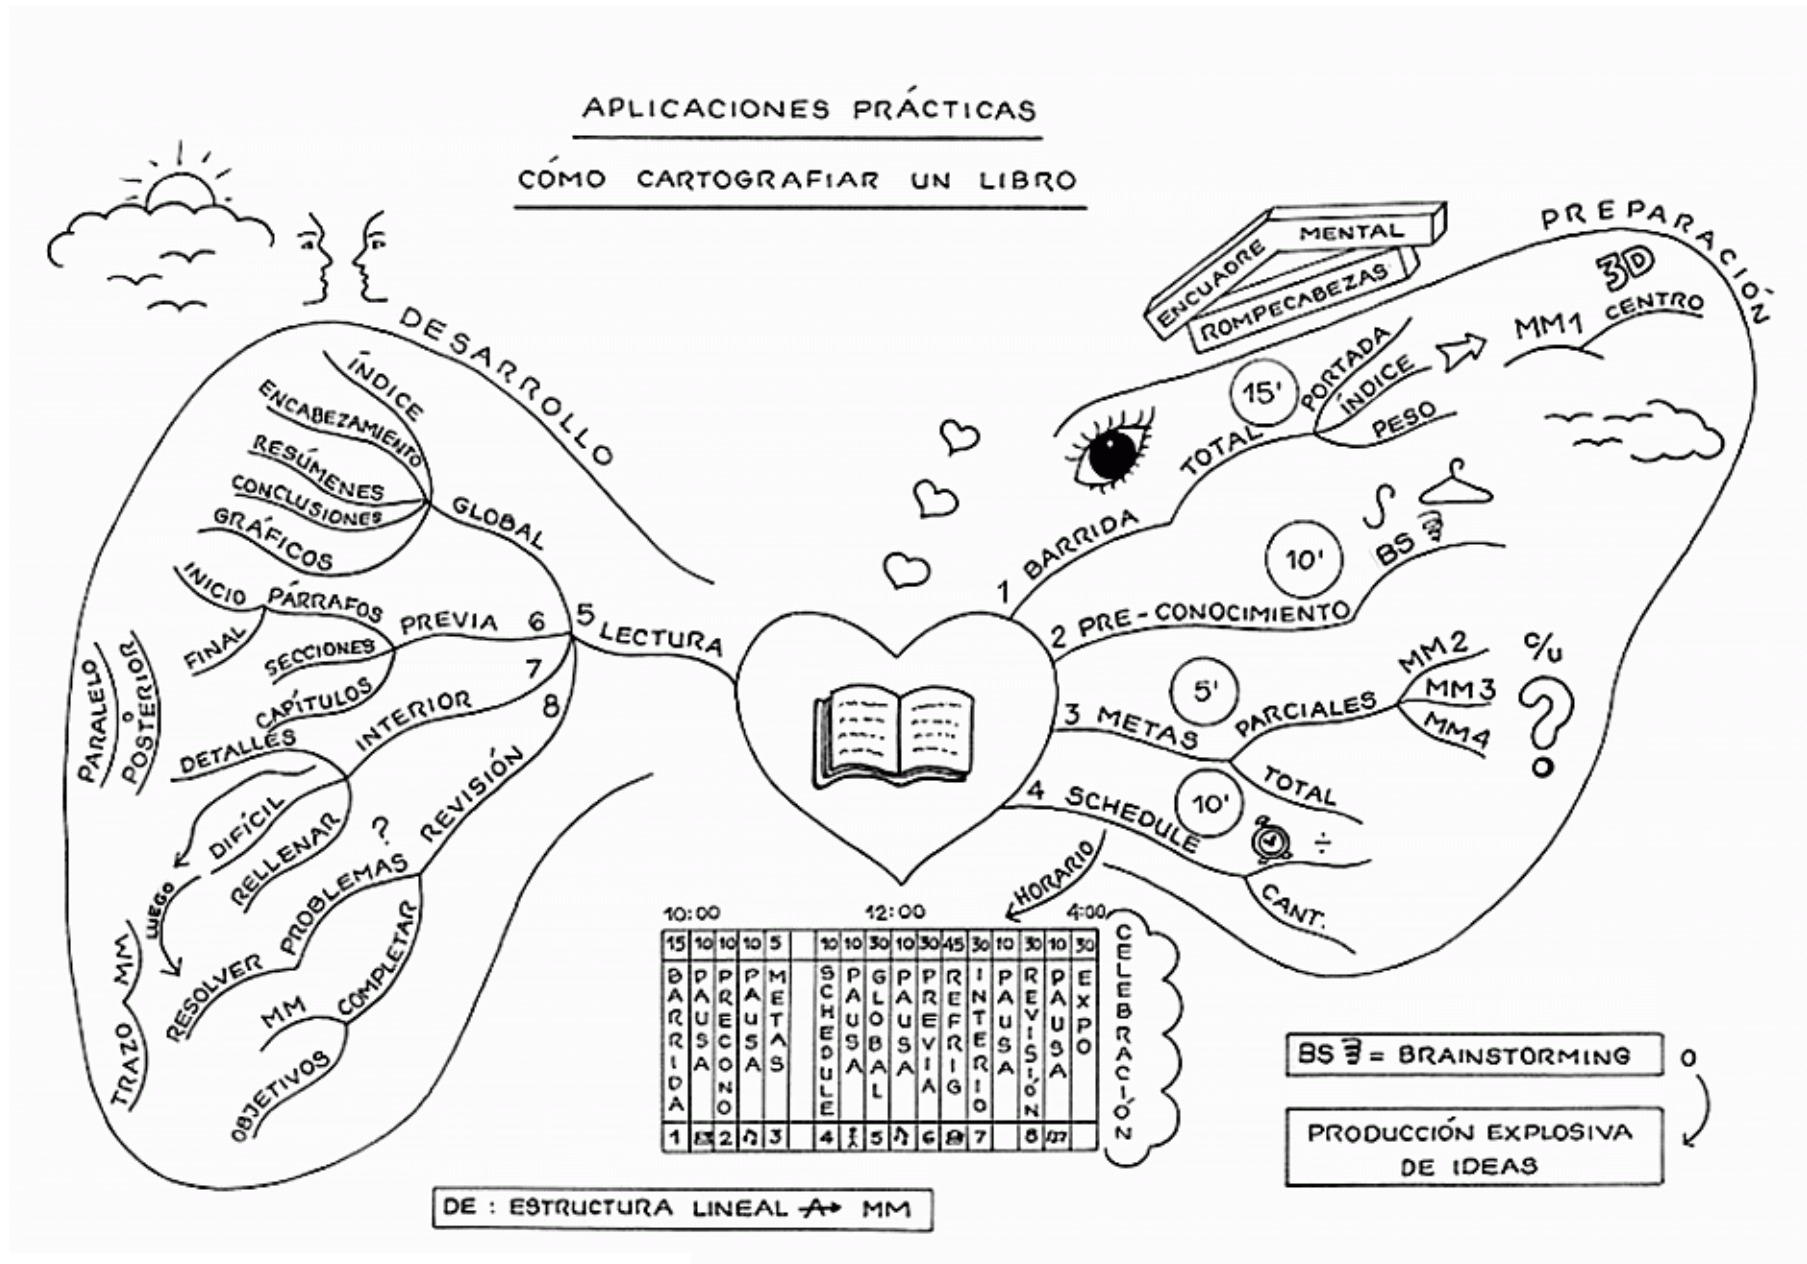 APLICACIONES PRÁCTICAS
CÓMO CARTOGRAFIAR UN LIBRO
PREPARACIÓN
ENCUADRE
MENTAL
ROMPECABEZAS
3D
MM1
CENTRO
15'
PORTADA
ÍNDICE
PESO
TOTAL
1 BARRIDA
10'
BS
2 PRE-CONOCIMIENTO
5'
3 METAS
PARCIALES
MM2
MM3
MM4
C/U
?
TOTAL
10'
4 SCHEDULE
÷
CANT.
HORARIO
DESARROLLO
5 LECTURA
GLOBAL
ÍNDICE
ENCABEZAMIENTO
RESÚMENES
CONCLUSIONES
GRÁFICOS
6
PREVIA
PÁRRAFOS
INICIO
FINAL
SECCIONES
CAPÍTULOS
7
INTERIOR
DETALLES
DIFÍCIL
RELLENAR
LUEGO
8
REVISIÓN
?
PROBLEMAS
RESOLVER
COMPLETAR
MM
OBJETIVOS
PARALELO
O
POSTERIOR
TRAZO MM
10:00 12:00 4:00
15 10 10 10 5 10 10 30 10 30 45 30 10 30 10 30
BARRIDA PAUSA PRECONO PAUSA METAS SCHEDULE PAUSA GLOBAL PAUSA PREVIA REFRIG INTERIO PAUSA REVISIÓN PAUSA EXPO
1 2 3 4 5 6 7 8
CELEBRACIÓN
BS = BRAINSTORMING O
PRODUCCIÓN EXPLOSIVA
DE IDEAS
DE : ESTRUCTURA LINEAL A MM